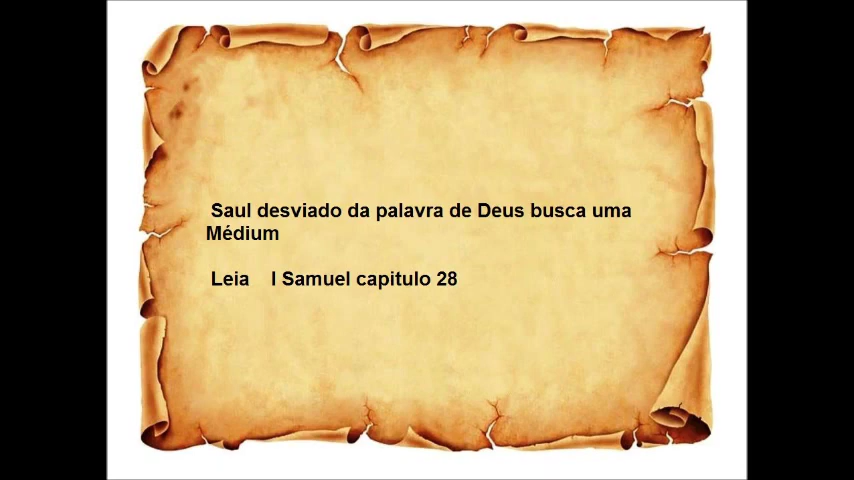 Saul desviado da palavra de Deus busca uma
Médium
Leia I Samuel capitulo 28